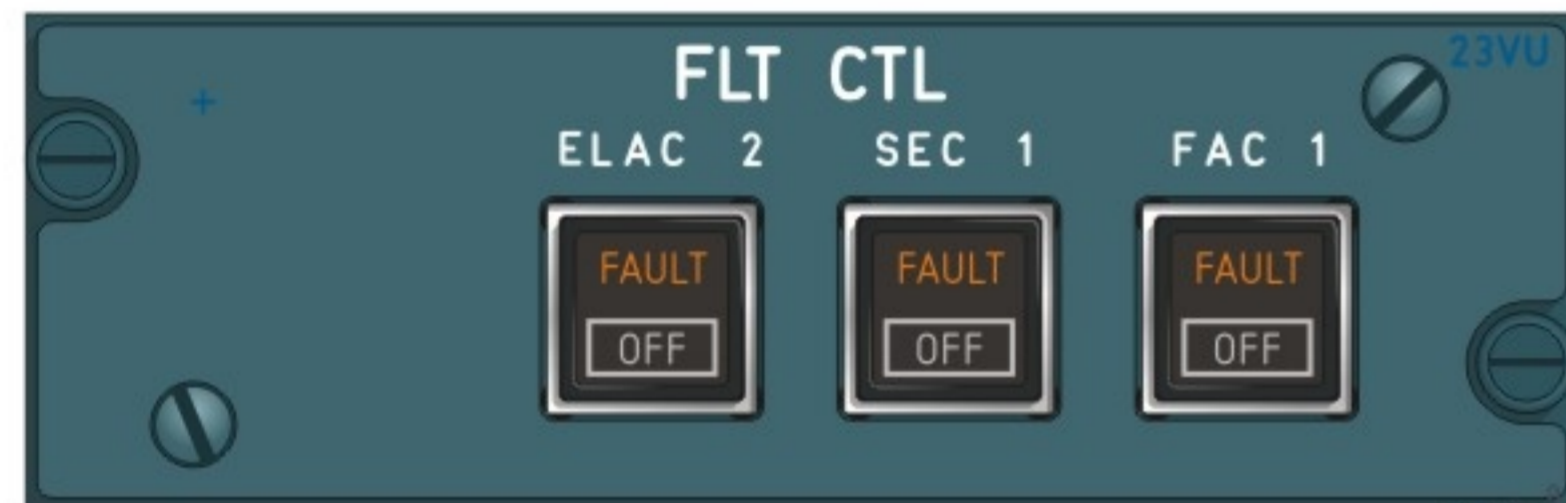 FLT CTL
23VU
+
ELAC 2 SEC 1 FAC 1
FAULT FAULT FAULT
OFF OFF OFF